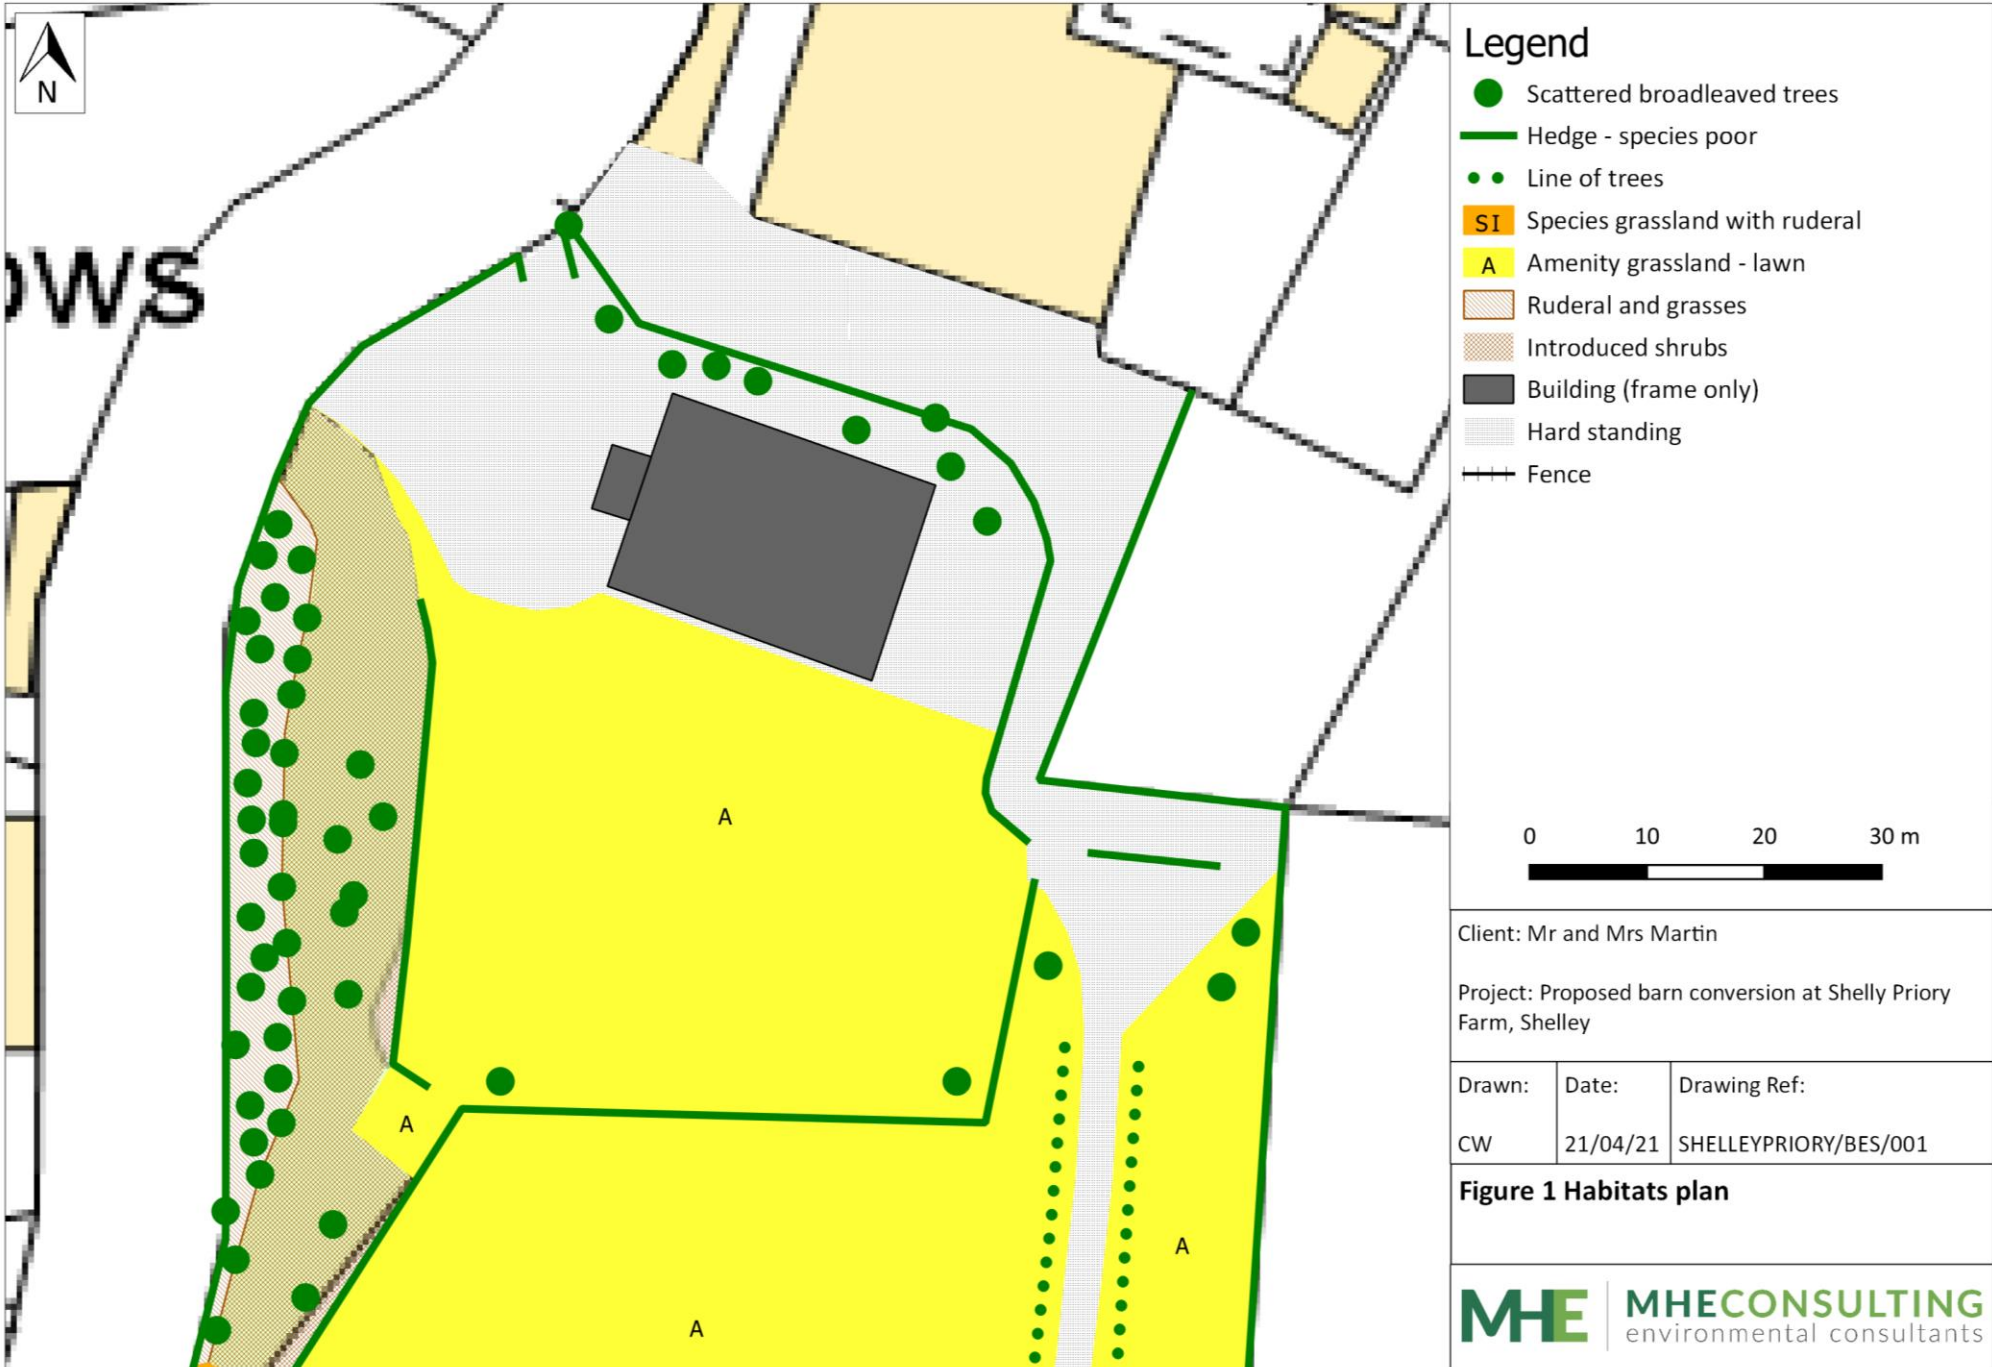 N
ows
A
A
A
A
Legend
Scattered broadleaved trees
Hedge - species poor
Line of trees
SI Species grassland with ruderal
A Amenity grassland - lawn
Ruderal and grasses
Introduced shrubs
Building (frame only)
Hard standing
Fence
0 10 20 30 m
Client: Mr and Mrs Martin
Project: Proposed barn conversion at Shelly Priory
Farm, Shelley
Drawn: Date: Drawing Ref:
CW 21/04/21 SHELLEYPRIORY/BES/001
Figure 1 Habitats plan
MHE MHECONSULTING
environmental consultants